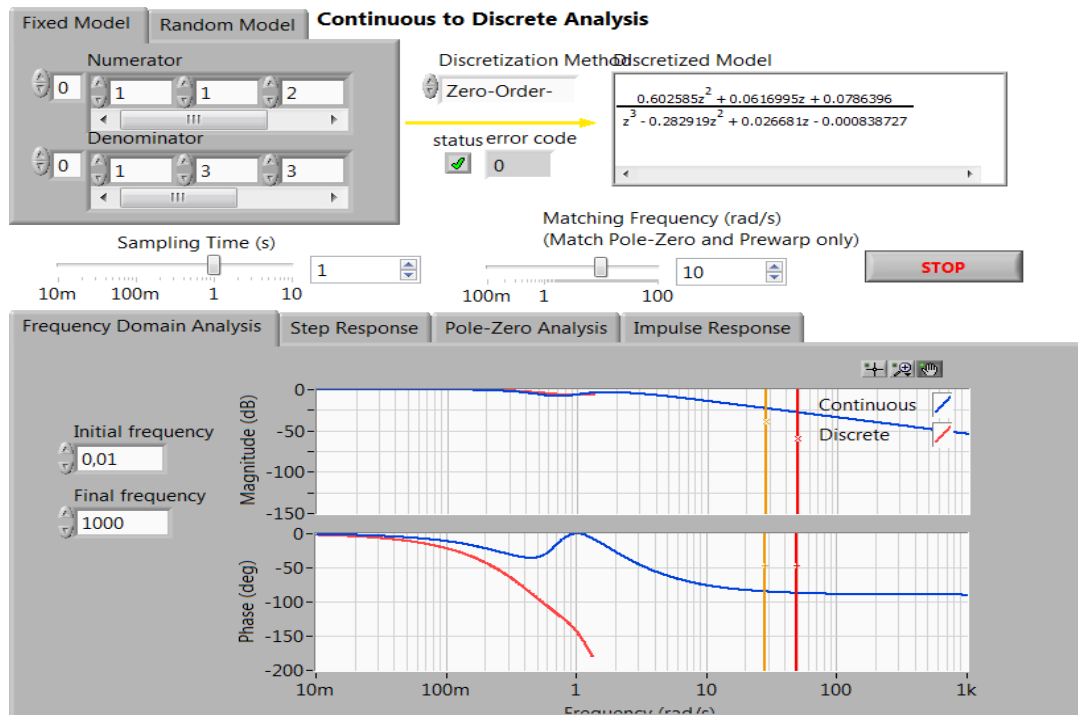 Fixed Model
Random Model
Continuous to Discrete Analysis
Numerator
0
1
1
2
Denominator
0
1
3
3
Discretization Method
Zero-Order-
status
error code
0
Discretized Model
0.602585z² + 0.0616995z + 0.0786396
z³ - 0.282919z² + 0.026681z - 0.000838727
Sampling Time (s)
10m 100m 1 10
1
Matching Frequency (rad/s)
(Match Pole-Zero and Prewarp only)
100m 1 100
10
STOP
Frequency Domain Analysis
Step Response
Pole-Zero Analysis
Impulse Response
Initial frequency
0,01
Final frequency
1000
Magnitude (dB)
0
-50
-100
-150
Continuous
Discrete
Phase (deg)
0
-50
-100
-150
-200
10m 100m 1 10 100 1k
Frequency (rad/s)